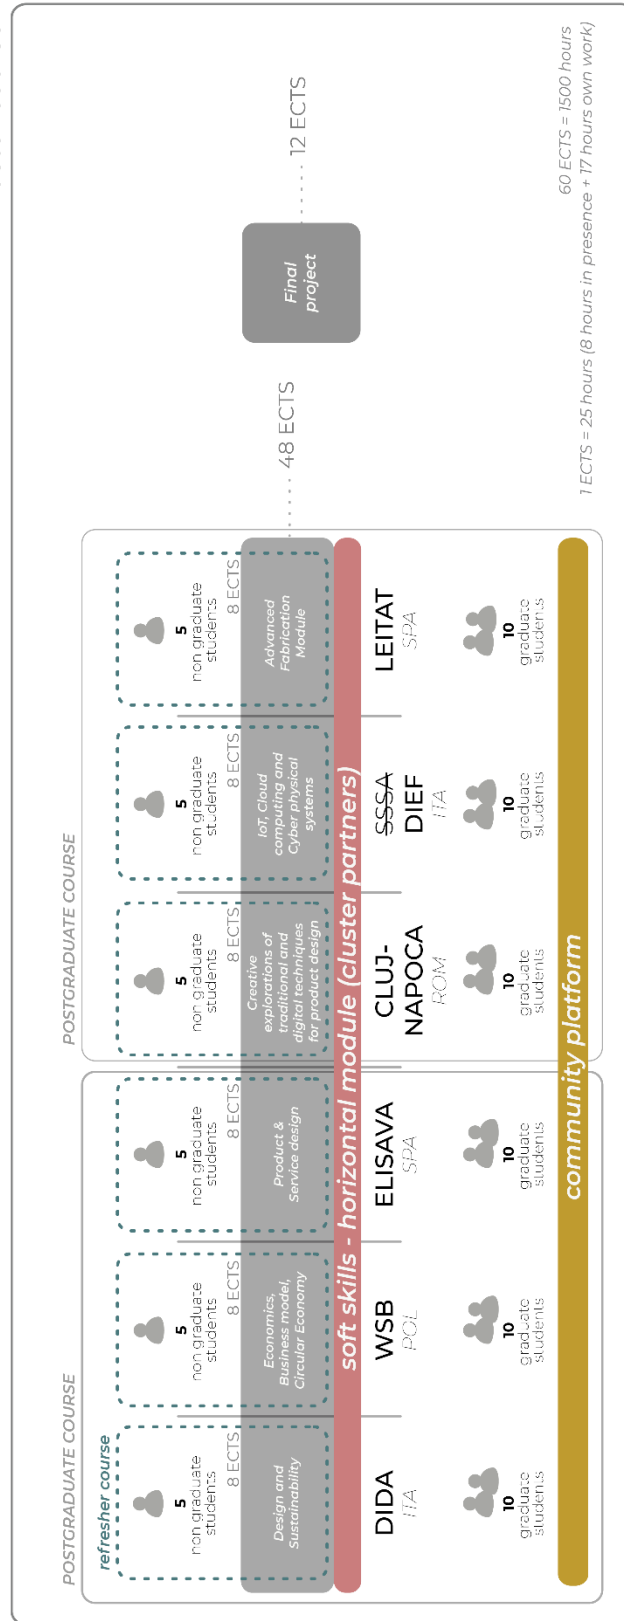 POSTGRADUATE COURSE
POSTGRADUATE COURSE
refresher course
5
non graduate
students
8 ECTS
5
non graduate
students
8 ECTS
5
non graduate
students
8 ECTS
5
non graduate
students
8 ECTS
5
non graduate
students
8 ECTS
5
non graduate
students
8 ECTS
Design and
Sustainability
Economics,
Business model,
Circular Economy
Product &
Service design
Creative
explorations of
traditional and
digital techniques
for product design
IoT, Cloud
computing and
Cyber physical
systems
Advanced
Fabrication
Module
48 ECTS
Final
project
12 ECTS
soft skills - horizontal module (cluster partners)
DIDA
ITA
WSB
POL
ELISAVA
SPA
CLUJ-
NAPOCA
ROM
SSSA
DIEF
ITA
LEITAT
SPA
10
graduate
students
10
graduate
students
10
graduate
students
10
graduate
students
10
graduate
students
10
graduate
students
community platform
60 ECTS = 1500 hours
1 ECTS = 25 hours (8 hours in presence + 17 hours own work)